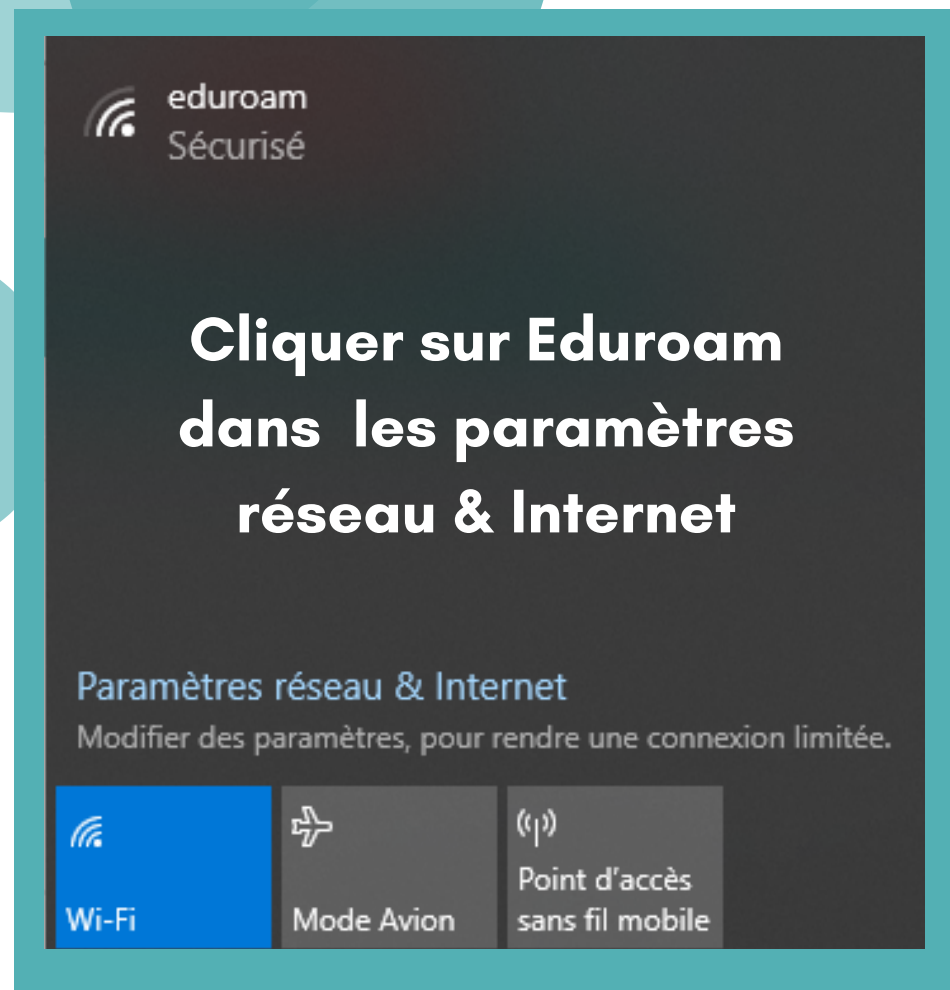 eduroam
Sécurisé
Cliquer sur Eduroam
dans  les paramètres
réseau & Internet
Paramètres réseau & Internet
Modifier des paramètres, pour rendre une connexion limitée.
Wi-Fi
Mode Avion
Point d'accès
sans fil mobile